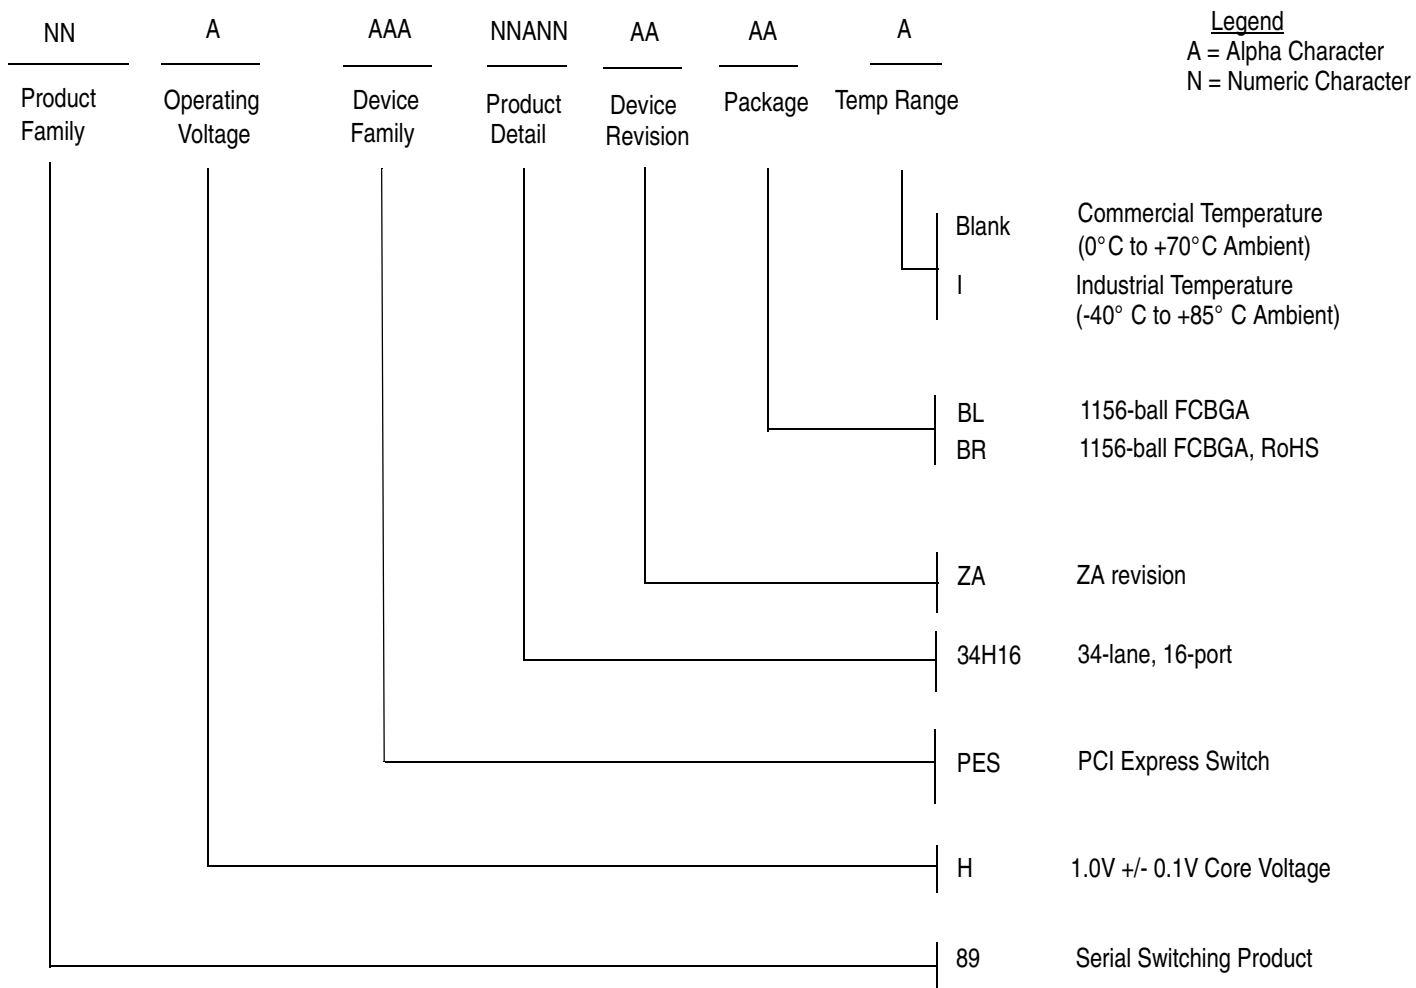 NN A AAA NNANN AA AA A
Legend
A = Alpha Character
N = Numeric Character
Product Family
Operating Voltage
Device Family
Product Detail
Device Revision
Package
Temp Range
Blank Commercial Temperature
(0°C to +70°C Ambient)
I Industrial Temperature
(-40° C to +85° C Ambient)
BL 1156-ball FCBGA
BR 1156-ball FCBGA, RoHS
ZA ZA revision
34H16 34-lane, 16-port
PES PCI Express Switch
H 1.0V +/- 0.1V Core Voltage
89 Serial Switching Product